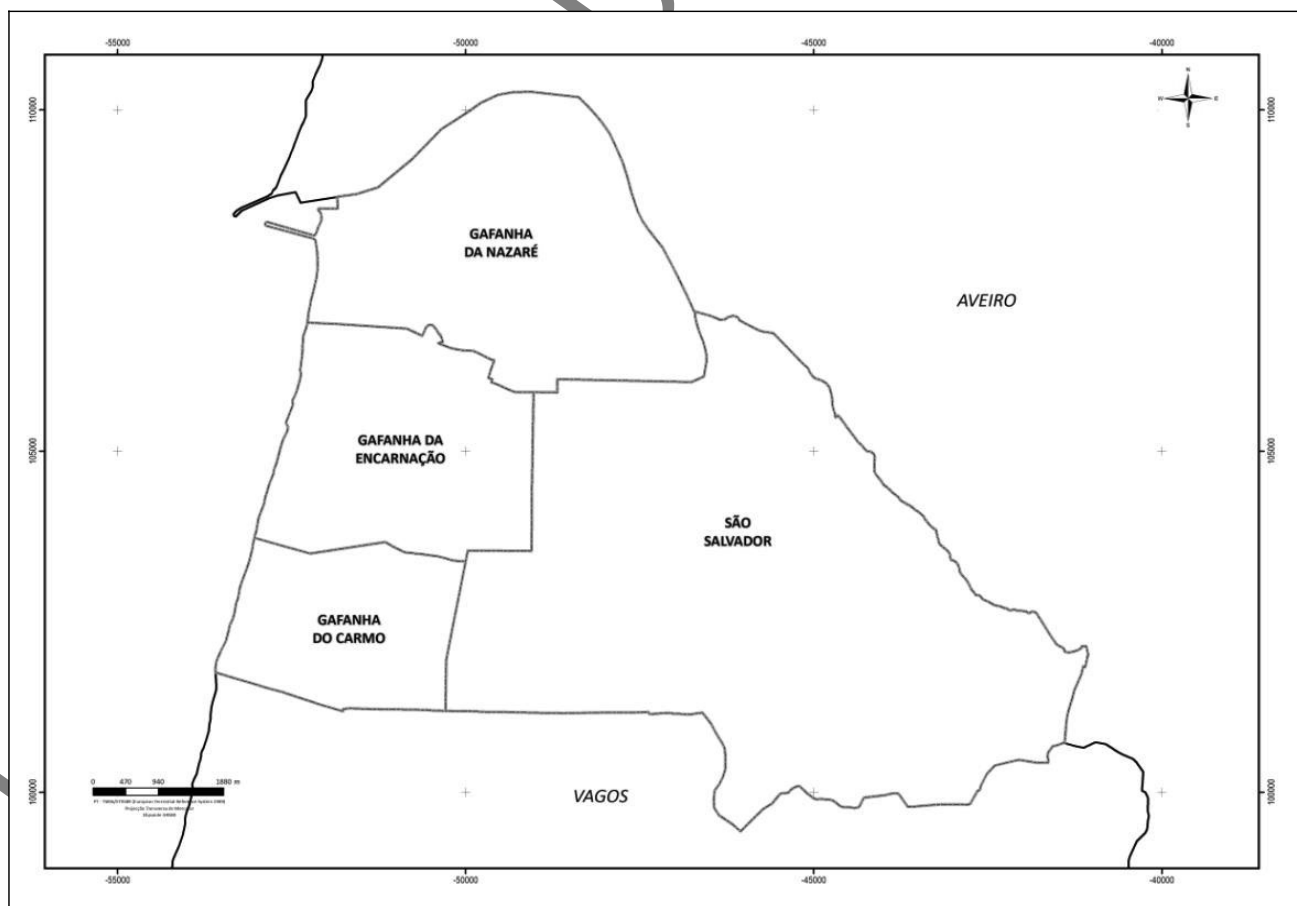 -55000
-50000
-45000
-40000
110000
110000
N
W
E
S
GAFANHA
DA NAZARÉ
AVEIRO
105000
105000
GAFANHA DA
ENCARNAÇÃO
SÃO
SALVADOR
GAFANHA
DO CARMO
0 470 940 1880 m
VAGOS
100000
100000
-55000
-50000
-45000
-40000